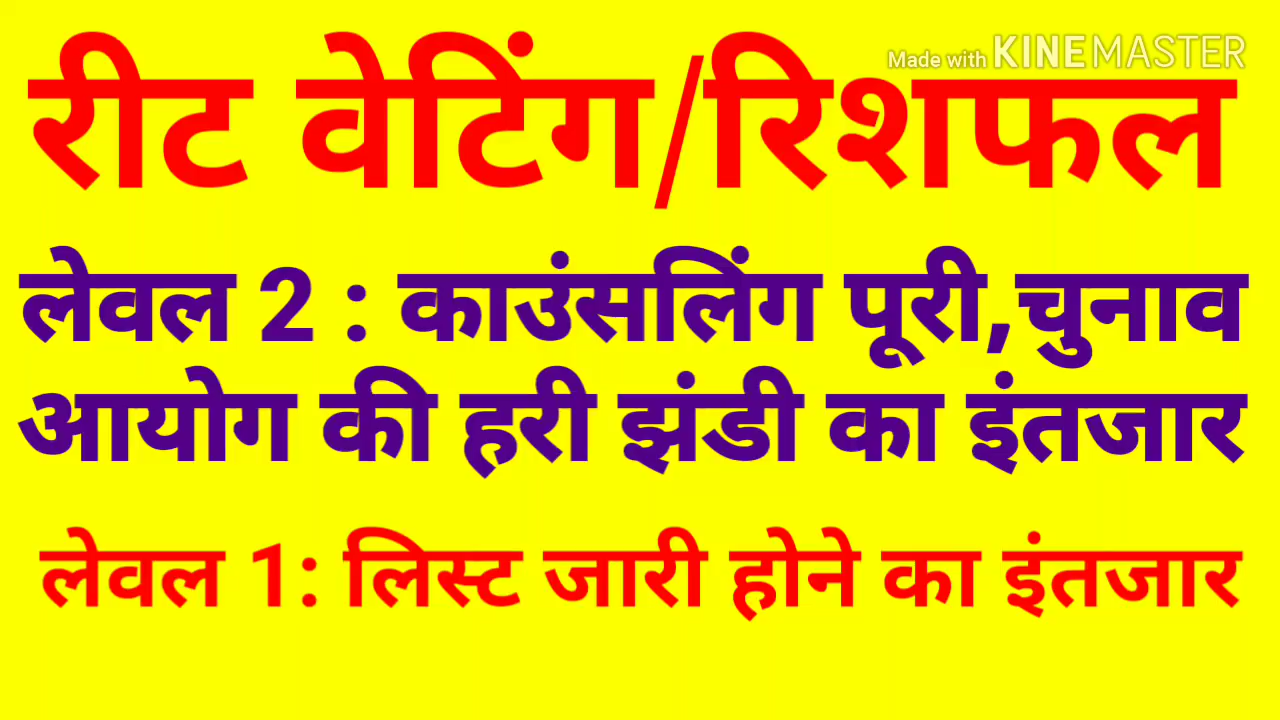 Made with KINEMASTER
रीट वेटिंग/रिशफल
लेवल 2 : काउंसलिंग पूरी,चुनाव
आयोग की हरी झंडी का इंतजार
लेवल 1: लिस्ट जारी होने का इंतजार